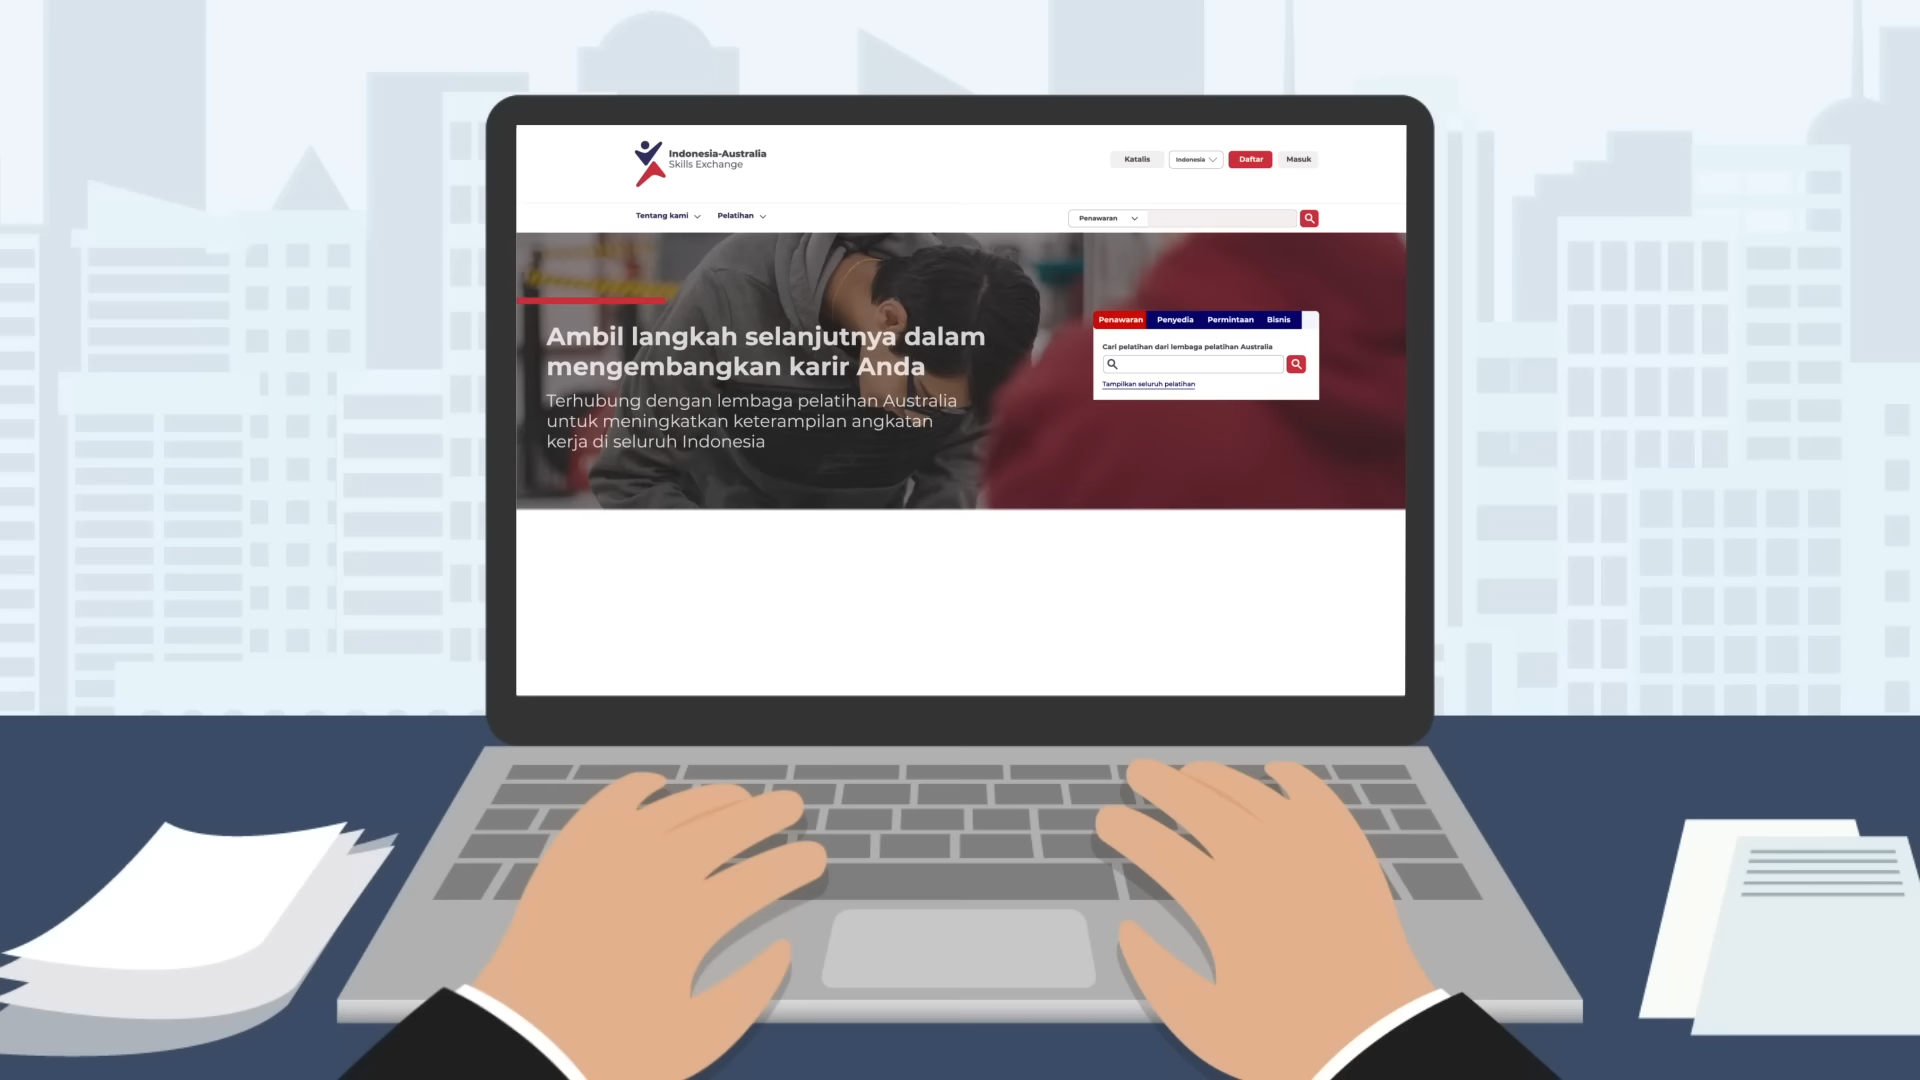 Indonesia-Australia
Skills Exchange
Katalis
Indonesia
Daftar
Masuk
Tentang kami
Pelatihan
Penawaran
Ambil langkah selanjutnya dalam
mengembangkan karir Anda
Terhubung dengan lembaga pelatihan Australia
untuk meningkatkan keterampilan angkatan
kerja di seluruh Indonesia
Penawaran
Penyedia
Permintaan
Bisnis
Cari pelatihan dari lembaga pelatihan Australia
Tampilkan seluruh pelatihan